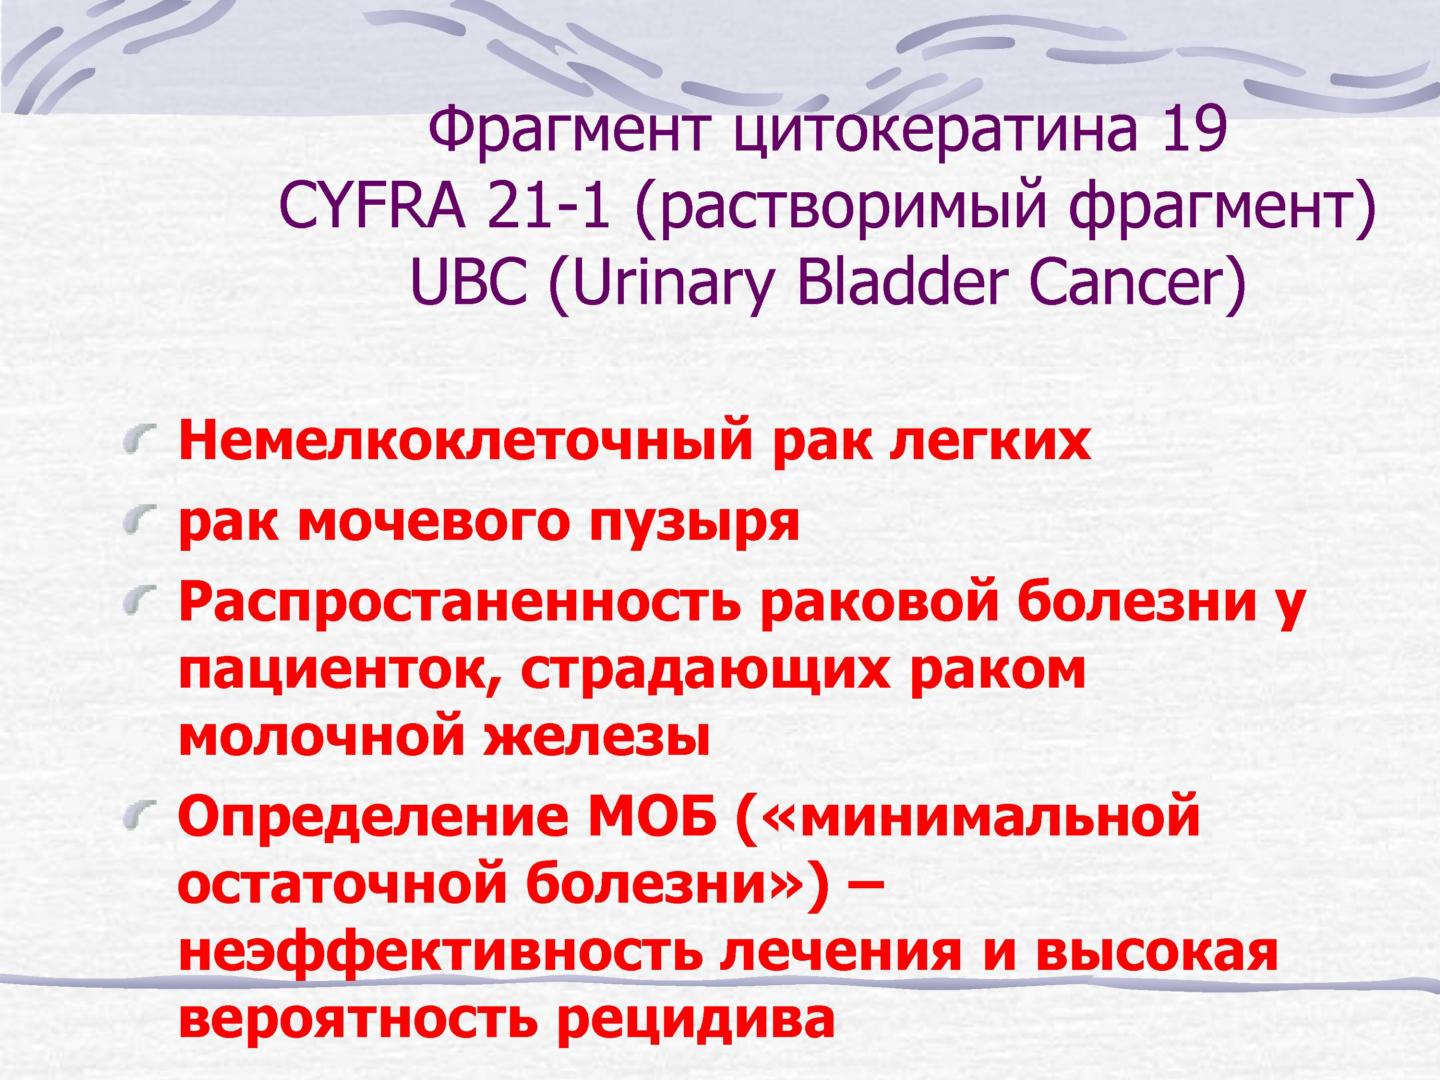 Фрагмент цитокератина 19
CYFRA 21-1 (растворимый фрагмент)
UBC (Urinary Bladder Cancer)
Немелкоклеточный рак легких
рак мочевого пузыря
Распростаненность раковой болезни у
пациенток, страдающих раком
молочной железы
Определение МОБ («минимальной
остаточной болезни») –
неэффективность лечения и высокая
вероятность рецидива